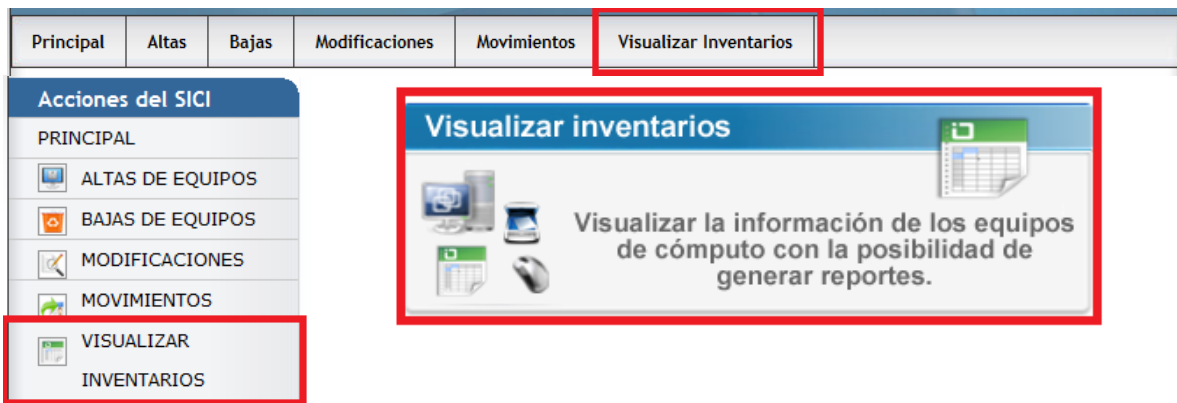 Principal Altas Bajas Modificaciones Movimientos Visualizar Inventarios
Acciones del SICI
PRINCIPAL
ALTAS DE EQUIPOS
BAJAS DE EQUIPOS
MODIFICACIONES
MOVIMIENTOS
VISUALIZAR
INVENTARIOS
Visualizar inventarios
Visualizar la información de los equipos
de cómputo con la posibilidad de
generar reportes.